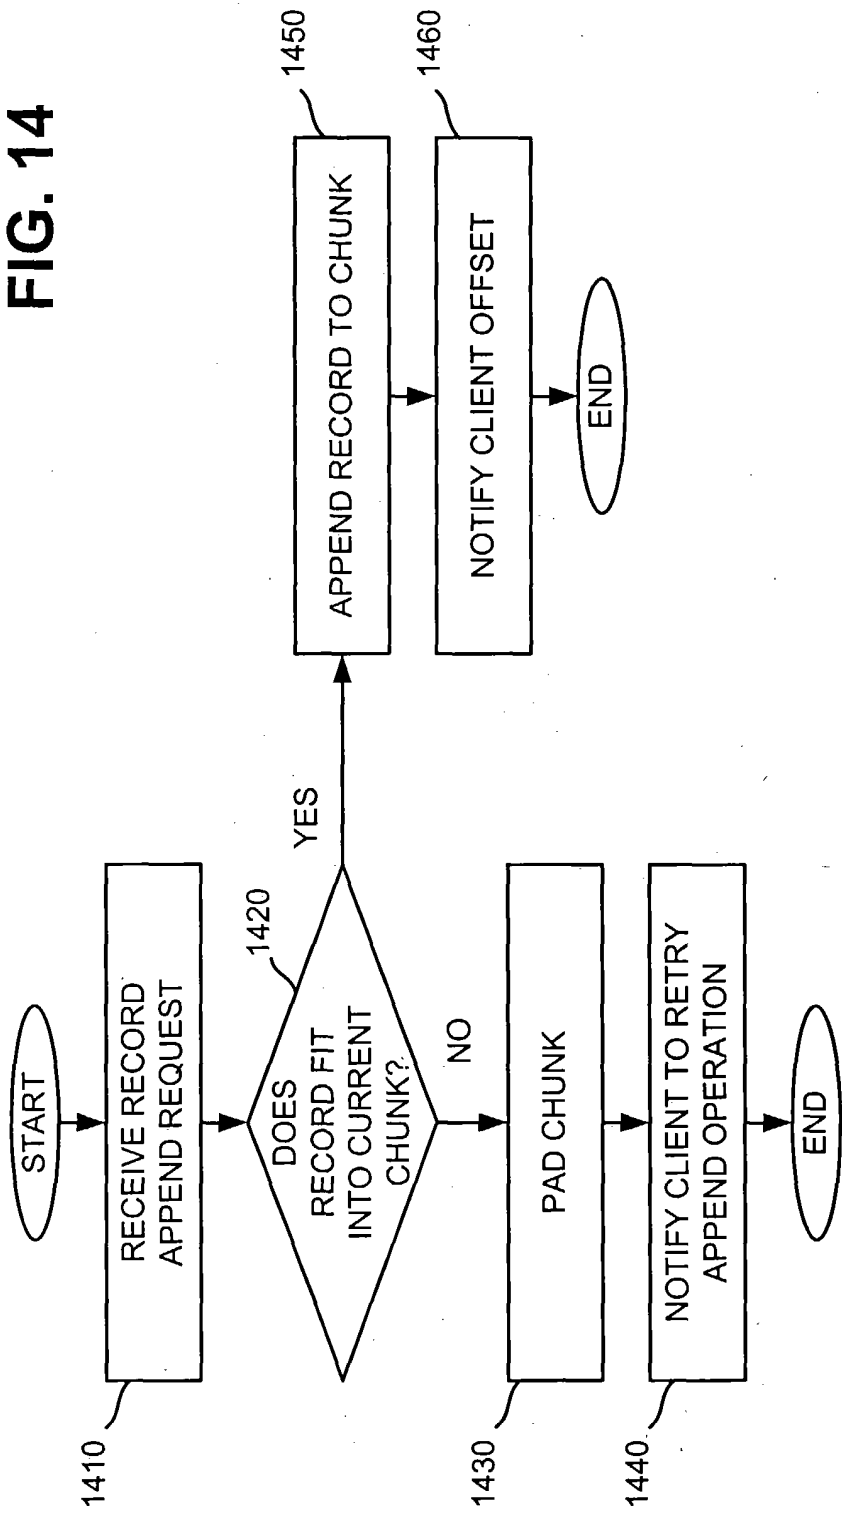 FIG. 14
START
1410
RECEIVE RECORD
APPEND REQUEST
1420
DOES
RECORD FIT
INTO CURRENT
CHUNK?
YES
1450
APPEND RECORD TO CHUNK
1460
NOTIFY CLIENT OFFSET
END
NO
1430
PAD CHUNK
1440
NOTIFY CLIENT TO RETRY
APPEND OPERATION
END